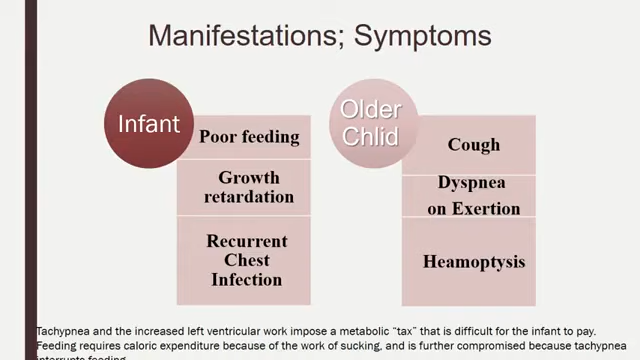 Manifestations; Symptoms
Infant
Poor feeding
Growth
retardation
Recurrent
Chest
Infection
Older
Chlid
Cough
Dyspnea
on Exertion
Heamoptysis
Tachypnea and the increased left ventricular work impose a metabolic “tax” that is difficult for the infant to pay.
Feeding requires caloric expenditure because of the work of sucking, and is further compromised because tachypnea
interrupts feeding